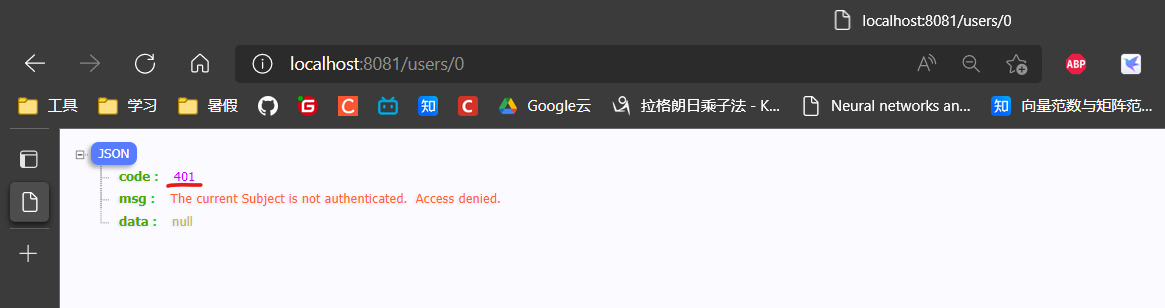 localhost:8081/users/0
localhost:8081/users/0
A ABP
工具 学习 暑假 G C 知 C Google云 拉格朗日乘子法 - K... Neural networks an... 知 向量范数与矩阵范...
JSON
code : 401
msg : The current Subject is not authenticated. Access denied.
data : null